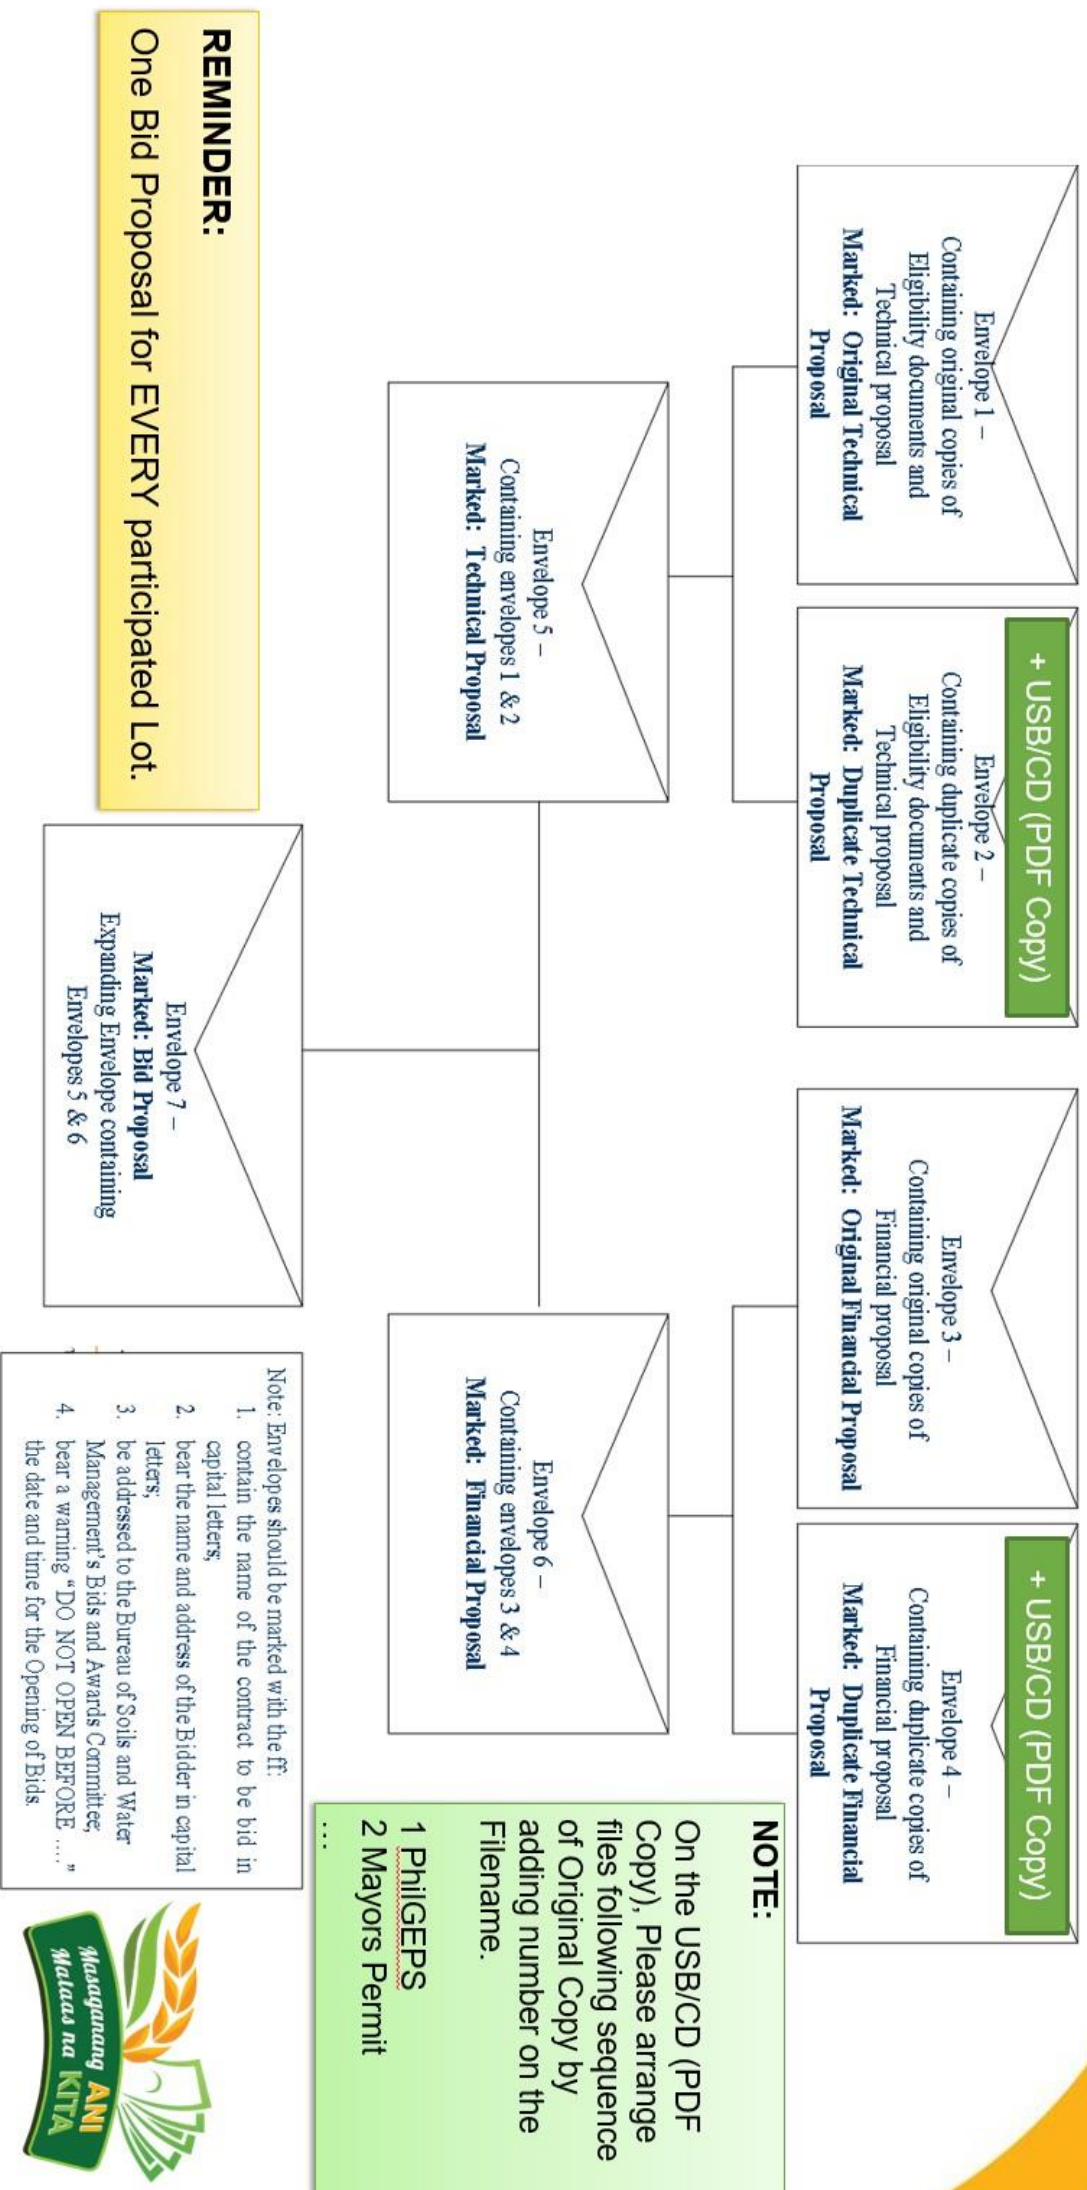 Envelope 1 –
Containing original copies of
Eligibility documents and
Technical proposal
Marked: Original Technical
Proposal
+ USB/CD (PDF Copy)
Envelope 2 –
Containing duplicate copies of
Eligibility documents and
Technical proposal
Marked: Duplicate Technical
Proposal
Envelope 3 –
Containing original copies of
Financial proposal
Marked: Original Financial Proposal
+ USB/CD (PDF Copy)
Envelope 4 –
Containing duplicate copies of
Financial proposal
Marked: Duplicate Financial
Proposal
Envelope 5 –
Containing envelopes 1 & 2
Marked: Technical Proposal
Envelope 6 –
Containing envelopes 3 & 4
Marked: Financial Proposal
NOTE:
On the USB/CD (PDF
Copy), Please arrange
files following sequence
of Original Copy by
adding number on the
Filename.
1 PhilGEPS
2 Mayors Permit
...
REMINDER:
One Bid Proposal for EVERY participated Lot.
Envelope 7 –
Marked: Bid Proposal
Expanding Envelope containing
Envelopes 5 & 6
Note: Envelopes should be marked with the ff:
1. contain the name of the contract to be bid in
capital letters;
2. bear the name and address of the Bidder in capital
letters;
3. be addressed to the Bureau of Soils and Water
Management's Bids and Awards Committee;
4. bear a warning "DO NOT OPEN BEFORE …."
the date and time for the Opening of Bids.
Masaganang ANI
Mataas na KITA